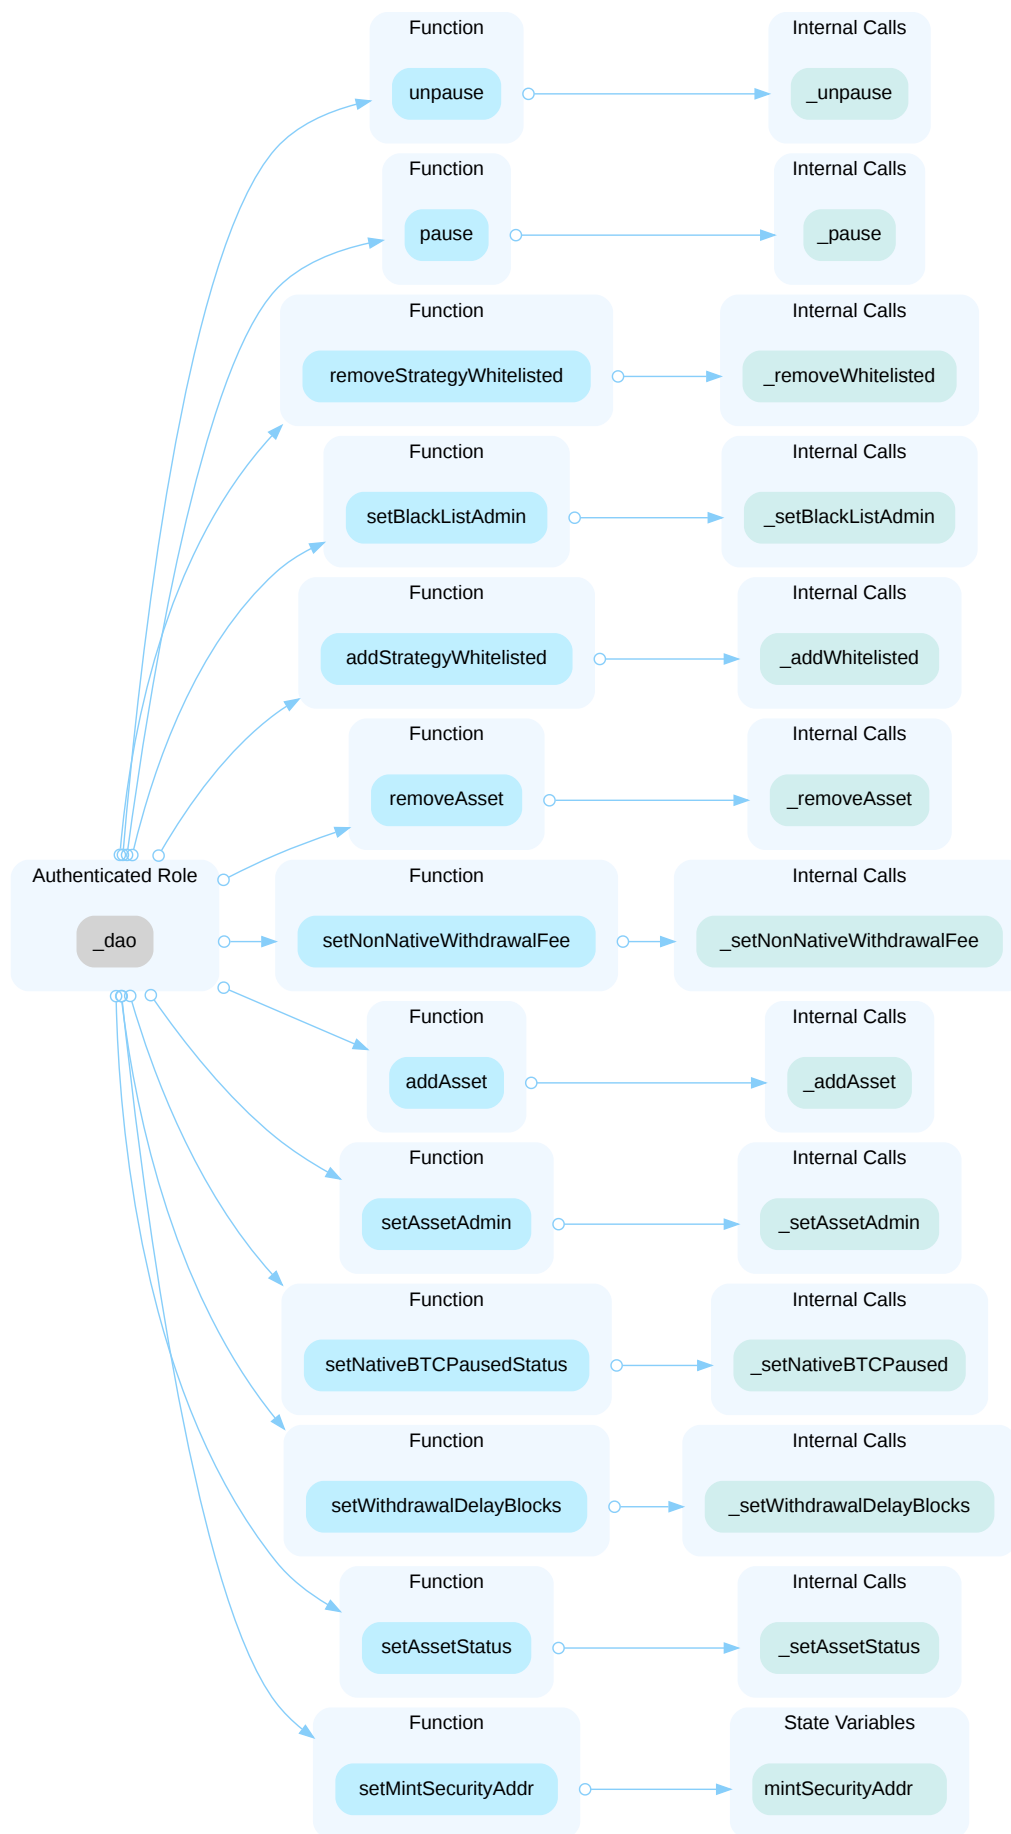 Function
Internal Calls
unpause
_unpause
Function
Internal Calls
pause
_pause
Function
Internal Calls
removeStrategyWhitelisted
_removeWhitelisted
Function
Internal Calls
setBlackListAdmin
_setBlackListAdmin
Function
Internal Calls
addStrategyWhitelisted
_addWhitelisted
Function
Internal Calls
removeAsset
_removeAsset
Authenticated Role
Function
Internal Calls
_dao
setNonNativeWithdrawalFee
_setNonNativeWithdrawalFee
Function
Internal Calls
addAsset
_addAsset
Function
Internal Calls
setAssetAdmin
_setAssetAdmin
Function
Internal Calls
setNativeBTCPausedStatus
_setNativeBTCPaused
Function
Internal Calls
setWithdrawalDelayBlocks
_setWithdrawalDelayBlocks
Function
Internal Calls
setAssetStatus
_setAssetStatus
Function
State Variables
setMintSecurityAddr
mintSecurityAddr